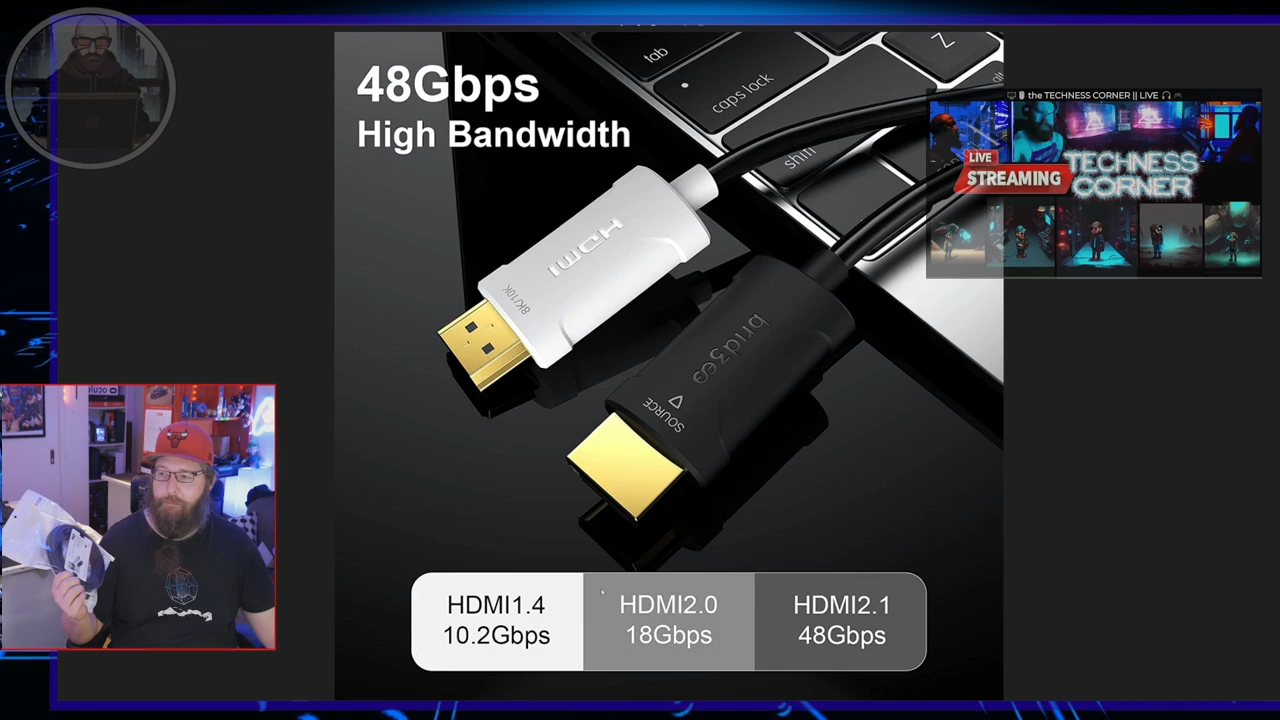 48Gbps
High Bandwidth
tab
caps lock
shift
Z
HDMI
8K/10K
bridgee
SOURCE
the TECHNESS CORNER || LIVE
LIVE
STREAMING
TECHNESS
CORNER
HDMI1.4
10.2Gbps
HDMI2.0
18Gbps
HDMI2.1
48Gbps